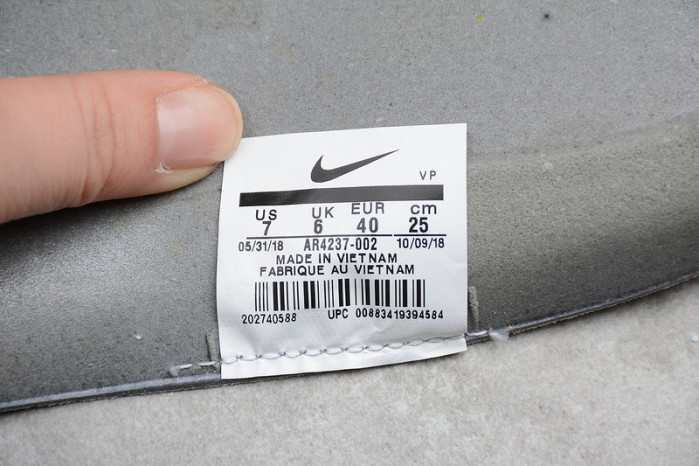 VP
US UK EUR cm
7 6 40 25
05/31/18 AR4237-002 10/09/18
MADE IN VIETNAM
FABRIQUE AU VIETNAM
202740588 UPC 00883419394584